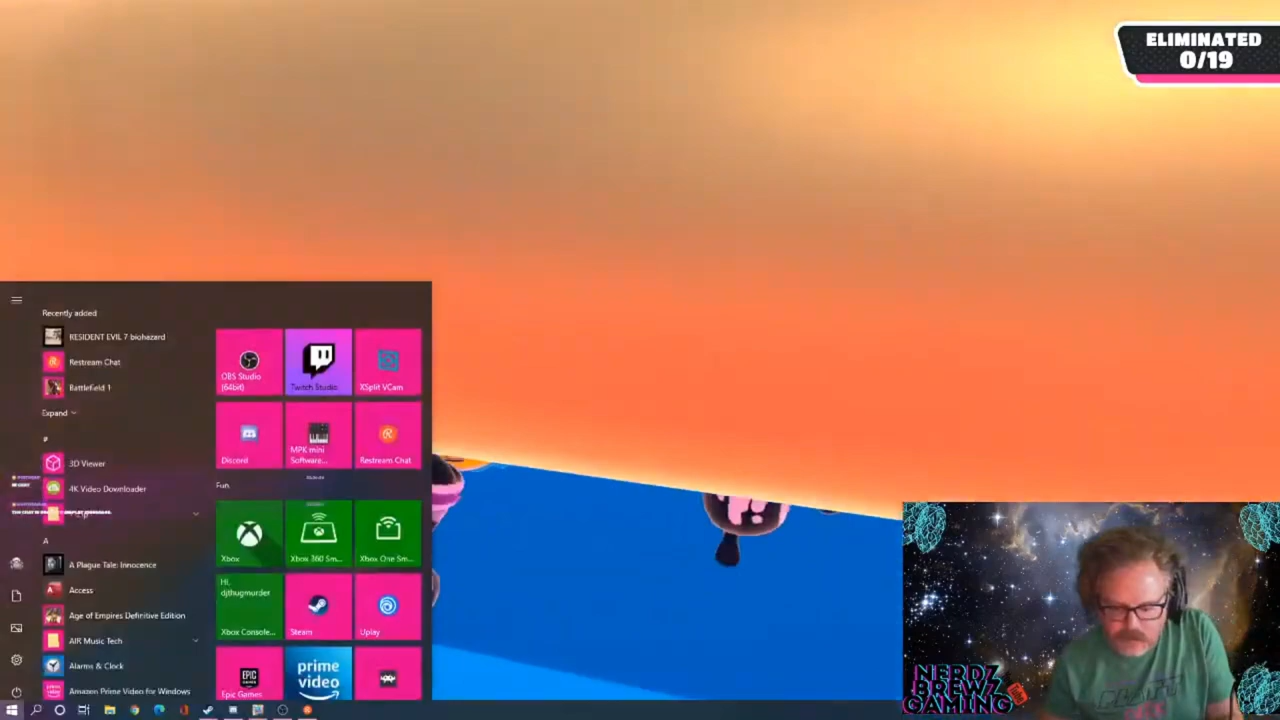 ELIMINATED
0/19
Recently added
RESIDENT EVIL 7 biohazard
Restream Chat
Battlefield 1
Expand
#
3D Viewer
4K Video Downloader
A
A Plague Tale: Innocence
Access
Age of Empires Definitive Edition
AIR Music Tech
Alarms & Clock
Amazon Prime Video for Windows
OBS Studio
(64bit)
Twitch Studio
XSplit VCam
Discord
MPK mini
Software...
Restream Chat
Fun
Xbox
Xbox 360 Sm...
Xbox One Sm...
Hi,
djthugmurder
Xbox Console...
Steam
Uplay
Epic Games
prime
video
NERDZ
BREWZ
GAMING